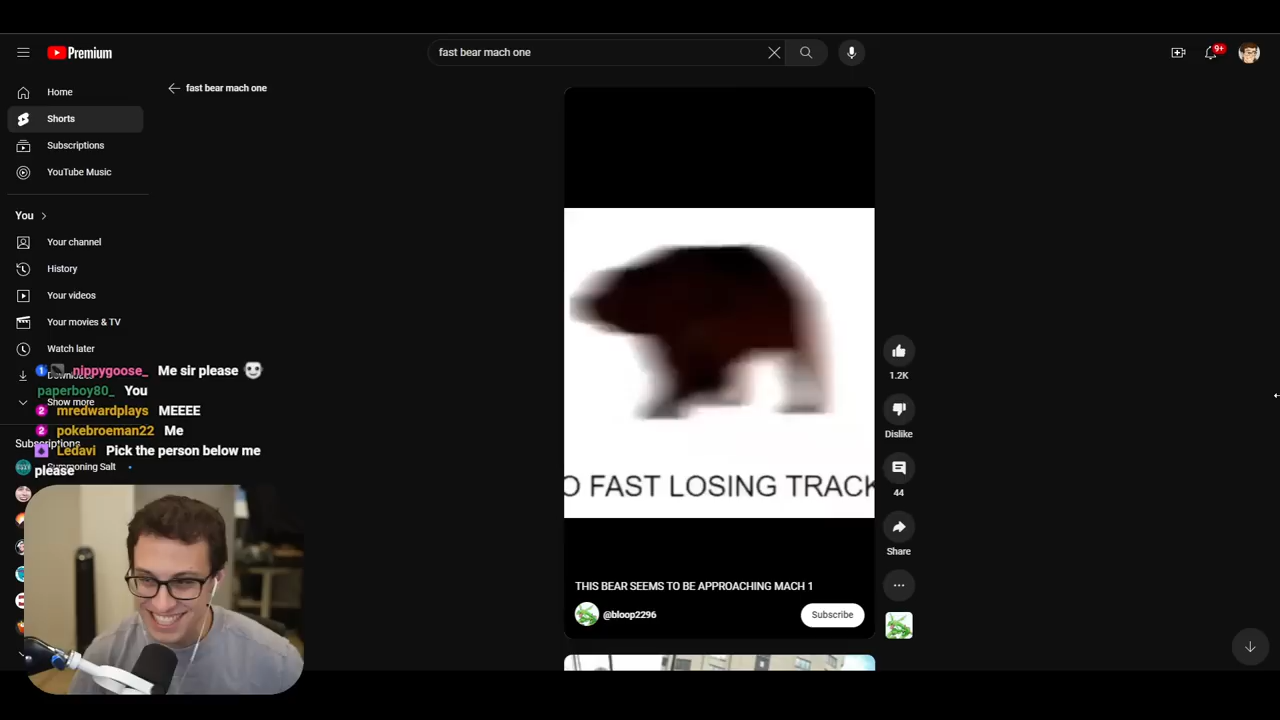 Premium
fast bear mach one
9+
Home
fast bear mach one
Shorts
Subscriptions
YouTube Music
You
Your channel
History
Your videos
Your movies & TV
Watch later
nippygoose_ Me sir please
paperboy80_ You
Show more
mredwardplays MEEEE
pokebroeman22 Me
Subscriptions
Ledavi Pick the person below me
please
Summoning Salt
O FAST LOSING TRACK
1.2K
Dislike
44
Share
THIS BEAR SEEMS TO BE APPROACHING MACH 1
@bloop2296
Subscribe